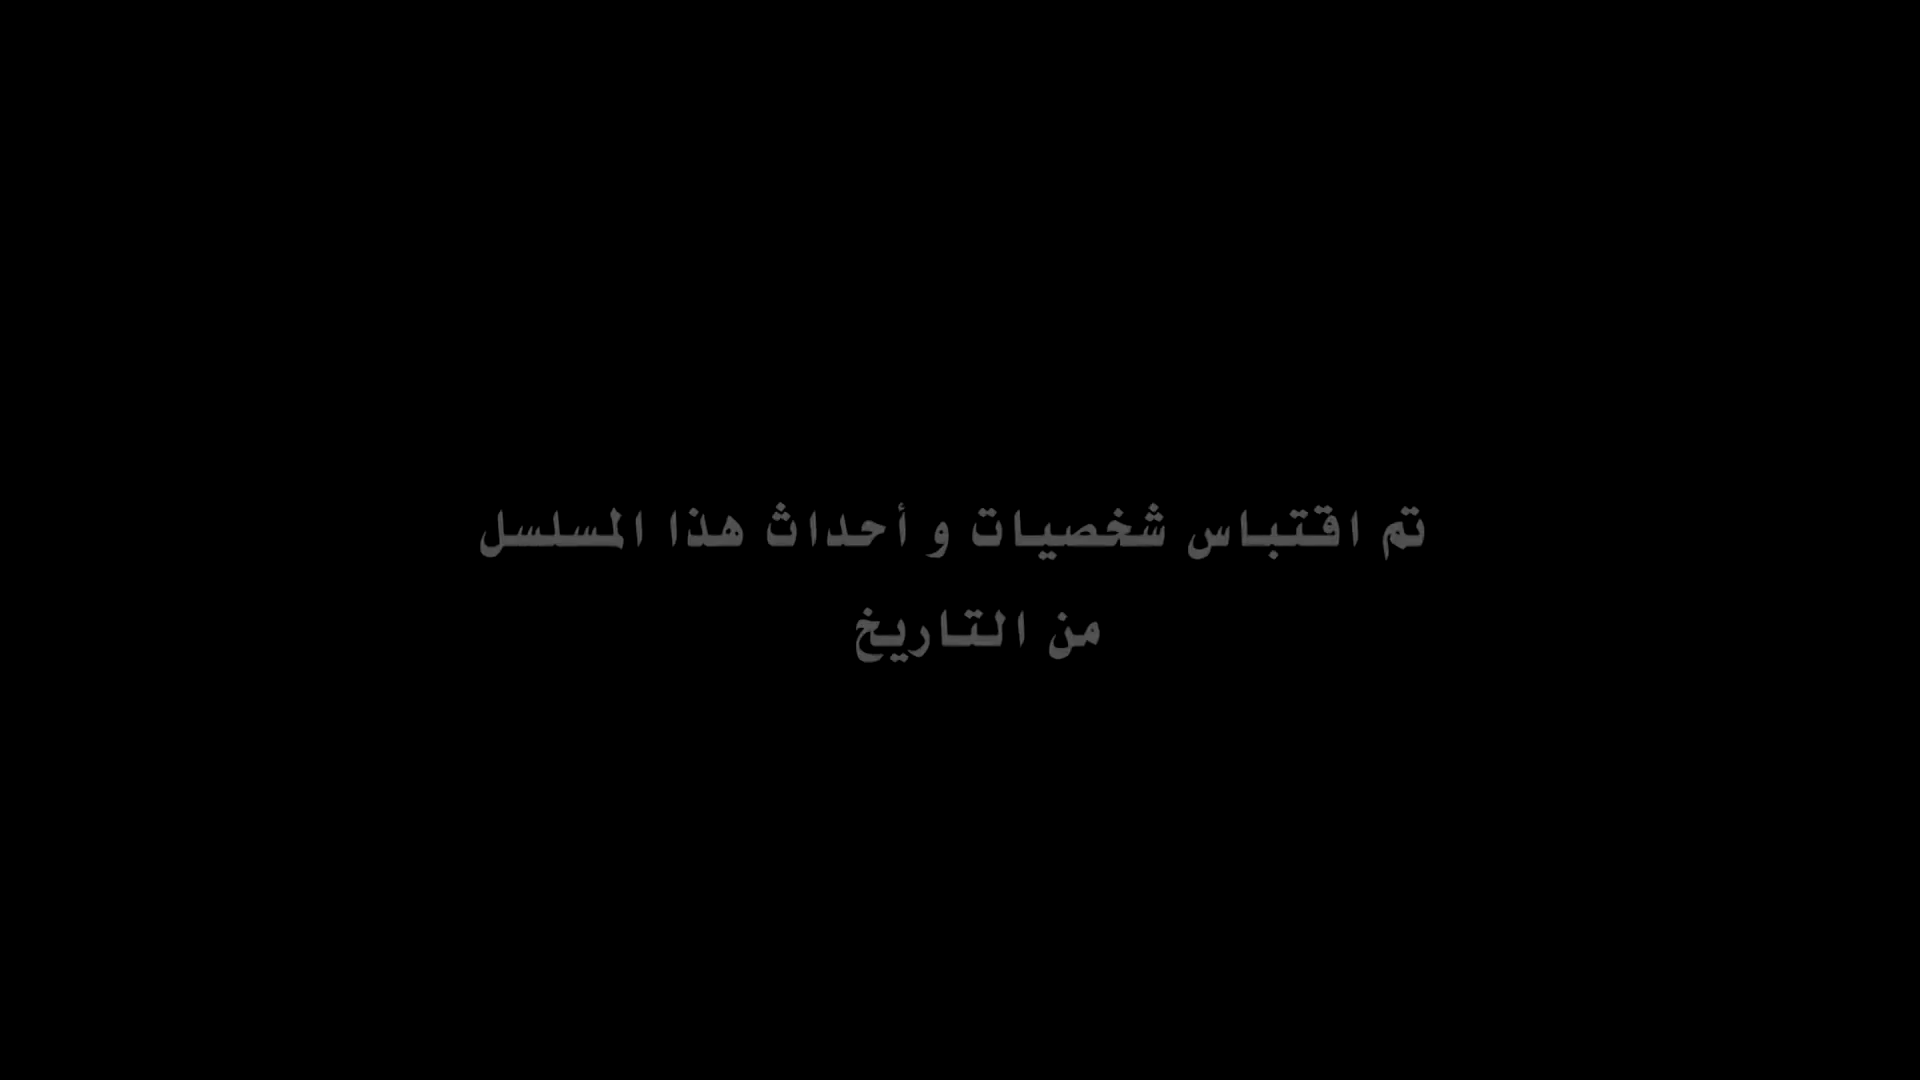 تم اقتباس شخصيات و أحداث هذا المسلسل
من التاريخ